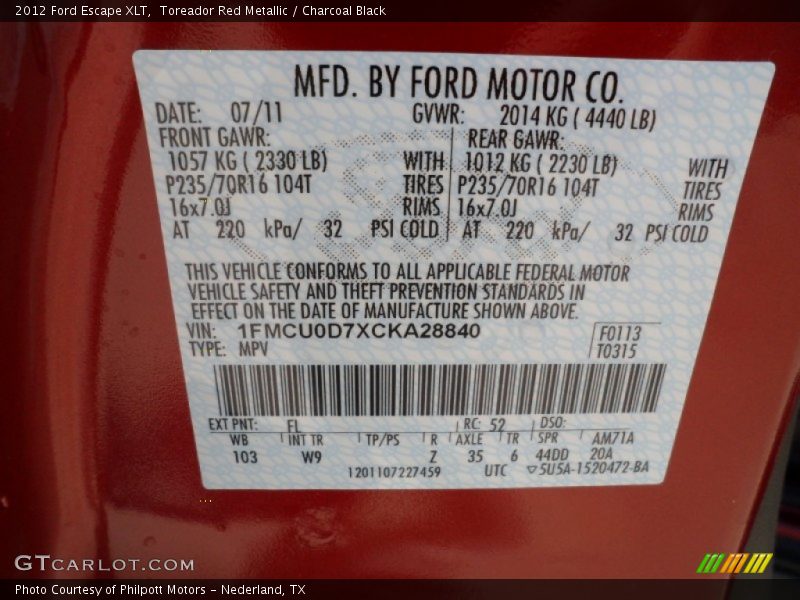 2012 Ford Escape XLT,  Toreador Red Metallic / Charcoal Black
MFD. BY FORD MOTOR CO.
DATE: 07/11 GVWR: 2014 KG ( 4440 LB)
FRONT GAWR: REAR GAWR:
1057 KG ( 2330 LB) WITH 1012 KG ( 2230 LB) WITH
P235/70R16 104T TIRES P235/70R16 104T TIRES
16x7.0J RIMS 16x7.0J RIMS
AT 220 kPa/ 32 PSI COLD AT 220 kPa/ 32 PSI COLD
THIS VEHICLE CONFORMS TO ALL APPLICABLE FEDERAL MOTOR
VEHICLE SAFETY AND THEFT PREVENTION STANDARDS IN
EFFECT ON THE DATE OF MANUFACTURE SHOWN ABOVE.
VIN: 1FMCU0D7XCKA28840 F0113
TYPE: MPV T0315
EXT PNT: FL RC: 52 DSO:
WB INT TR TP/PS R AXLE TR SPR AM71A
103 W9 Z 35 6 44DD 20A
1201107227459 UTC ▽5U5A-1520472-BA
GTCARLOT.COM
Photo Courtesy of Philpott Motors - Nederland, TX